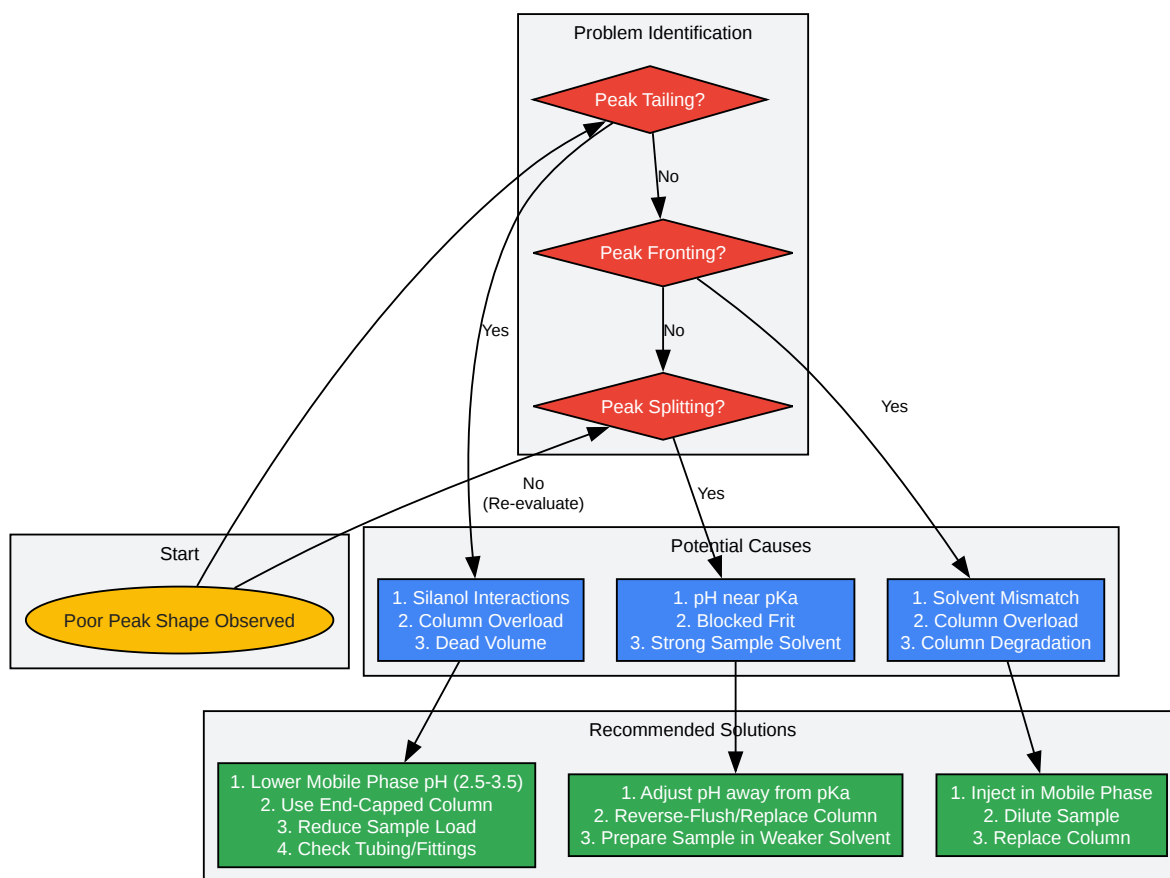 Problem Identification
Peak Tailing?
No
Peak Fronting?
Yes
No
Yes
Peak Splitting?
No
(Re-evaluate)
Yes
Start
Poor Peak Shape Observed
Potential Causes
1. Silanol Interactions
2. Column Overload
3. Dead Volume
1. pH near pKa
2. Blocked Frit
3. Strong Sample Solvent
1. Solvent Mismatch
2. Column Overload
3. Column Degradation
Recommended Solutions
1. Lower Mobile Phase pH (2.5-3.5)
2. Use End-Capped Column
3. Reduce Sample Load
4. Check Tubing/Fittings
1. Adjust pH away from pKa
2. Reverse-Flush/Replace Column
3. Prepare Sample in Weaker Solvent
1. Inject in Mobile Phase
2. Dilute Sample
3. Replace Column